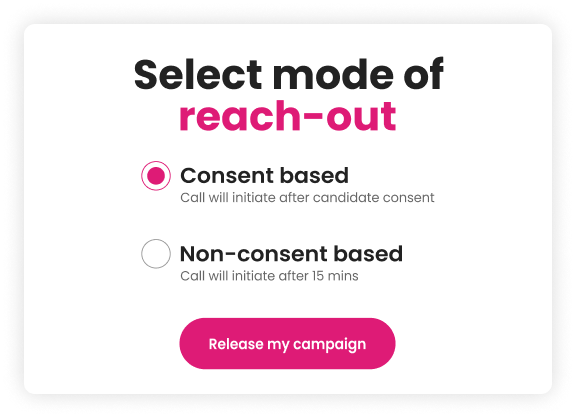 Select mode of
reach-out
Consent based
Call will initiate after candidate consent
Non-consent based
Call will initiate after 15 mins
Release my campaign